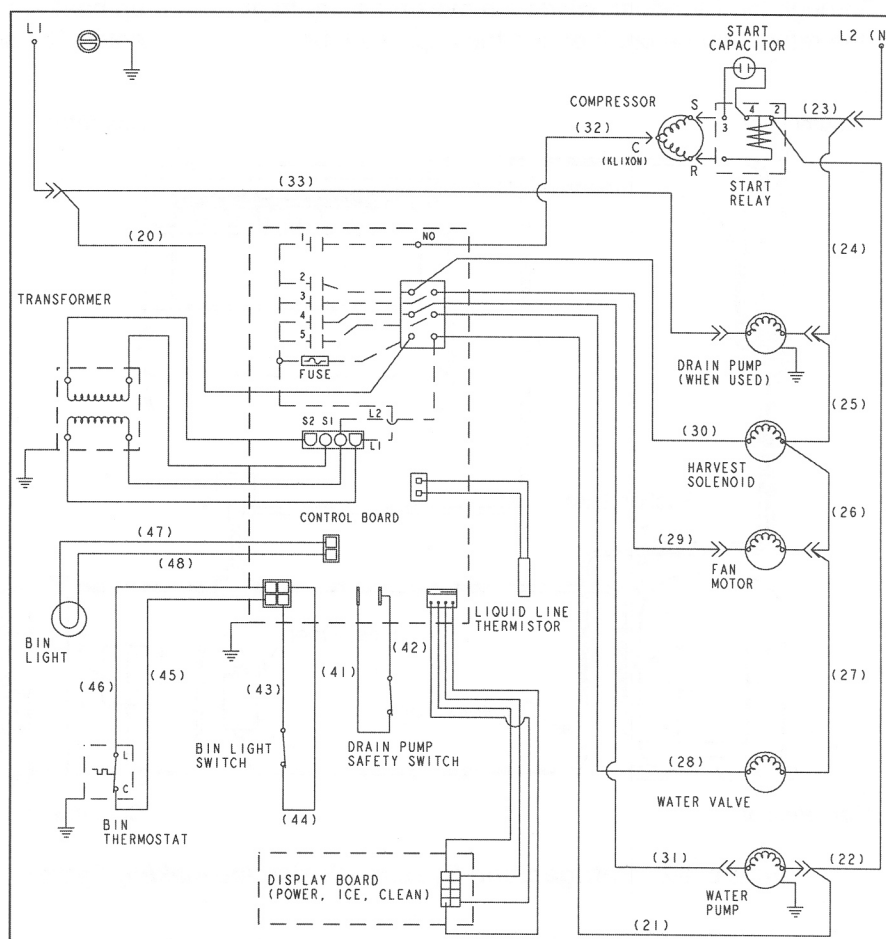 L1
START
CAPACITOR
L2 (N
COMPRESSOR
S
4
2
(23)
3
(32)
C
(KLIXON)
R
START
RELAY
(33)
(20)
1
NO
(24)
2
3
4
5
TRANSFORMER
FUSE
DRAIN PUMP
(WHEN USED)
L2
S2 S1
L1
(25)
(30)
HARVEST
SOLENOID
CONTROL BOARD
(26)
(47)
(48)
(29)
FAN
MOTOR
LIQUID LINE
THERMISTOR
BIN
LIGHT
(46)
(45)
(43)
(41)
(42)
(27)
BIN LIGHT
SWITCH
DRAIN PUMP
SAFETY SWITCH
L
C
(28)
WATER VALVE
BIN
THERMOSTAT
(44)
DISPLAY BOARD
(POWER, ICE, CLEAN)
(31)
(22)
WATER
PUMP
(21)